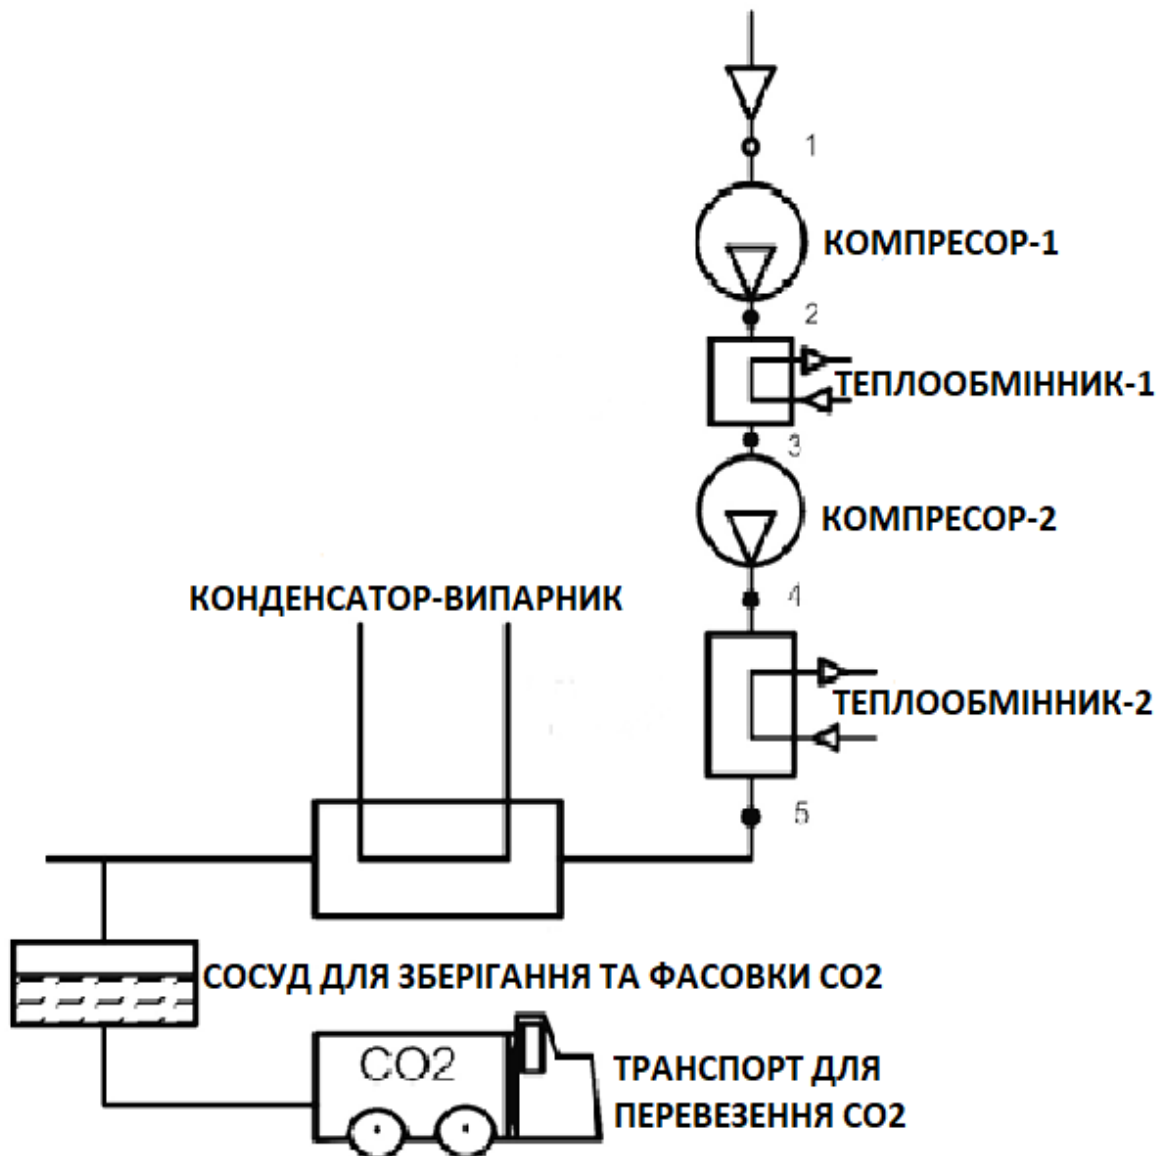 1
КОМПРЕСОР-1
2
ТЕПЛООБМІННИК-1
3
КОМПРЕСОР-2
КОНДЕНСАТОР-ВИПАРНИК
4
ТЕПЛООБМІННИК-2
5
СОСУД ДЛЯ ЗБЕРІГАННЯ ТА ФАСОВКИ СО2
СО2
ТРАНСПОРТ ДЛЯ
ПЕРЕВЕЗЕННЯ СО2